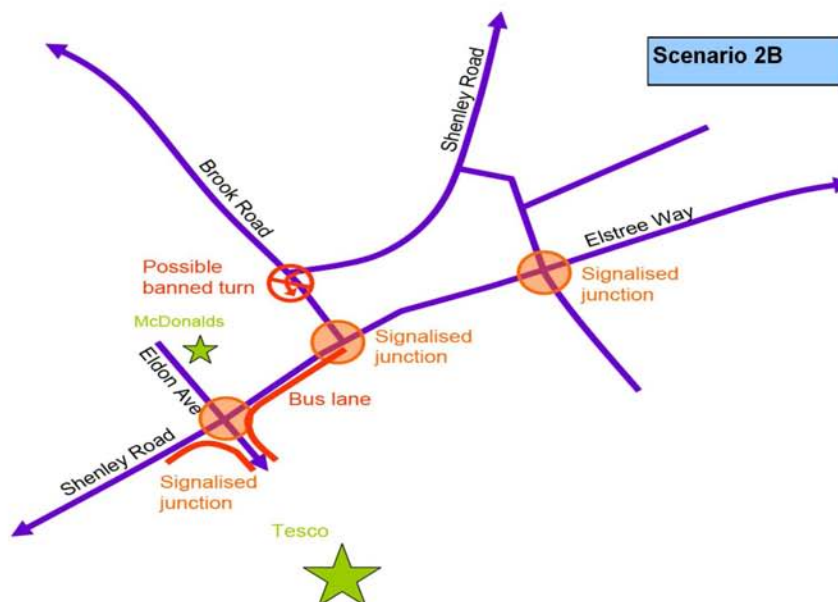 Scenario 2B
Shenley Road
Brook Road
Elstree Way
Possible
banned turn
Signalised
junction
McDonalds
Signalised
junction
Eldon Ave
Bus lane
Shenley Road
Signalised
junction
Tesco